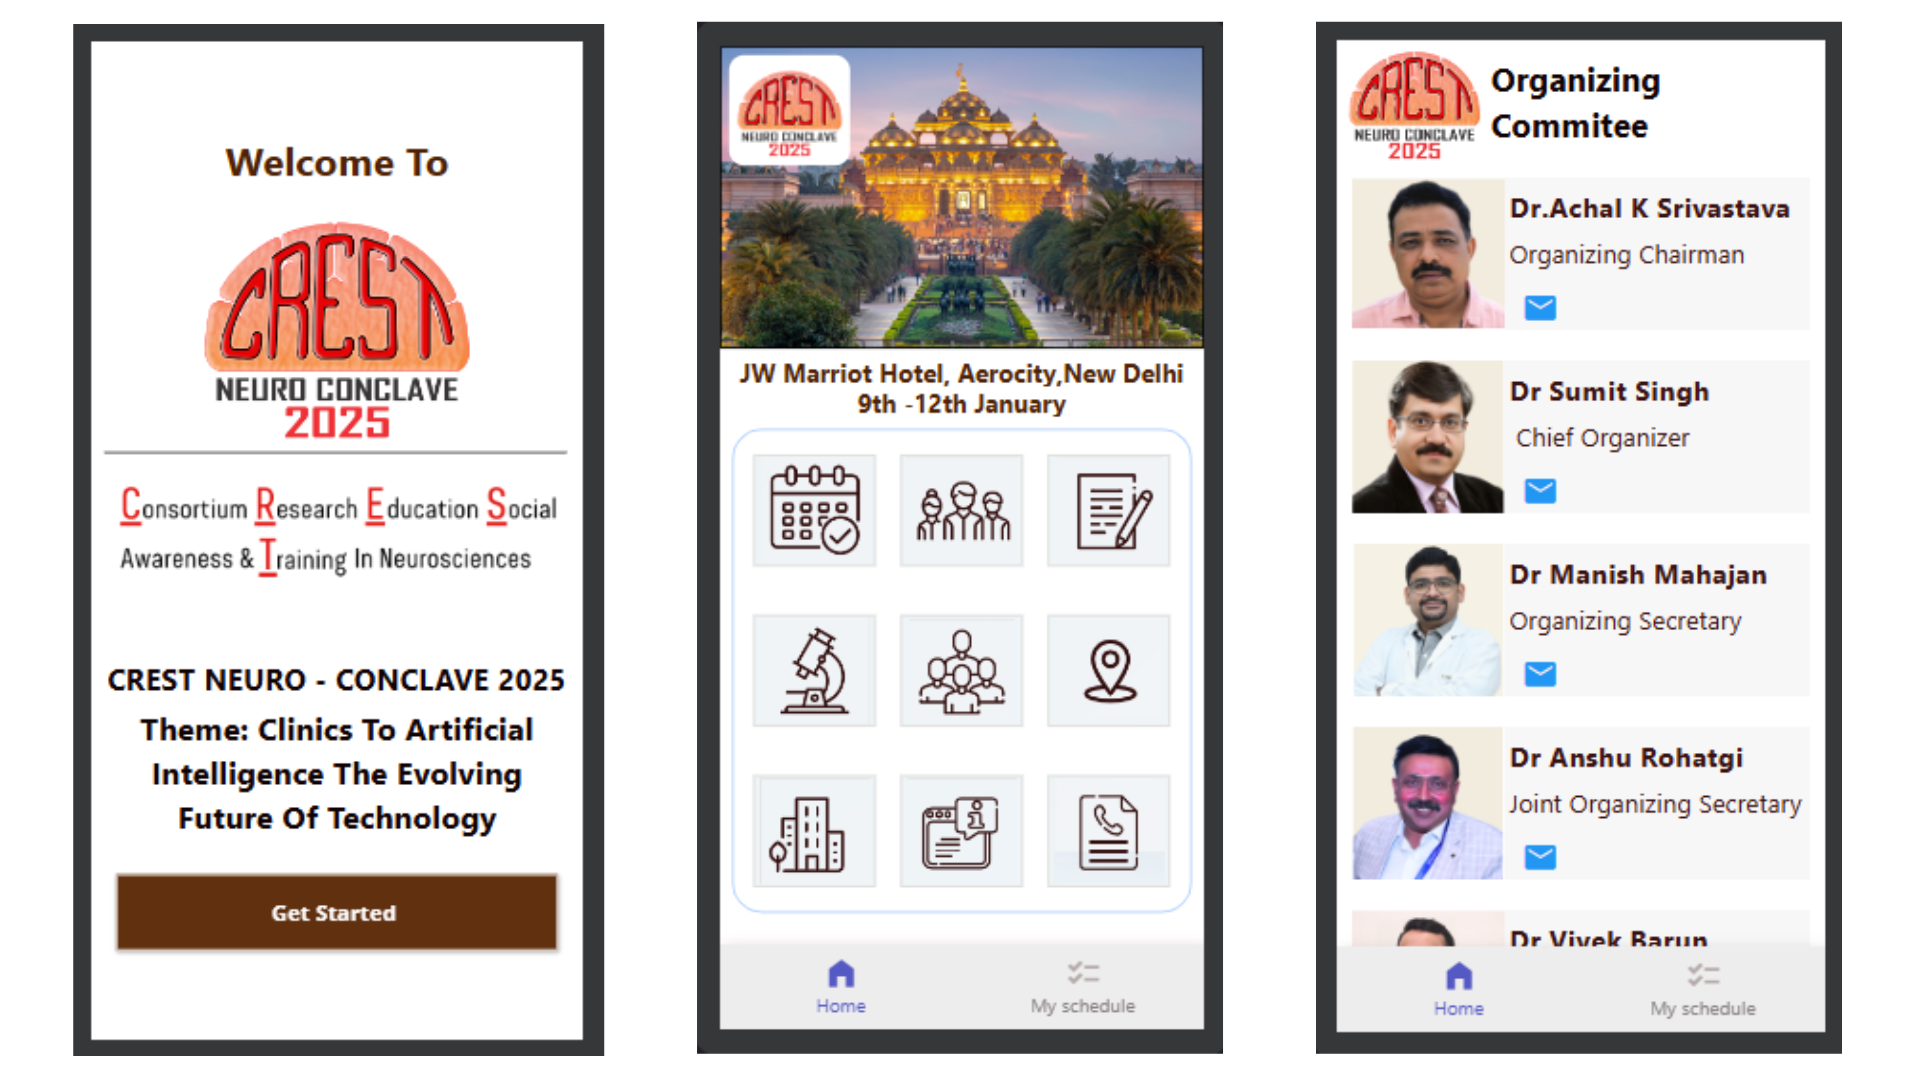 Welcome To
CREST
NEURO CONCLAVE
2025
Consortium Research Education Social
Awareness & Training In Neurosciences
CREST NEURO - CONCLAVE 2025
Theme: Clinics To Artificial
Intelligence The Evolving
Future Of Technology
Get Started
CREST
NEURO CONCLAVE
2025
JW Marriot Hotel, Aerocity,New Delhi
9th -12th January
Home
My schedule
CREST
NEURO CONCLAVE
2025
Organizing
Commitee
Dr.Achal K Srivastava
Organizing Chairman
Dr Sumit Singh
Chief Organizer
Dr Manish Mahajan
Organizing Secretary
Dr Anshu Rohatgi
Joint Organizing Secretary
Dr Vivek Barun
Home
My schedule